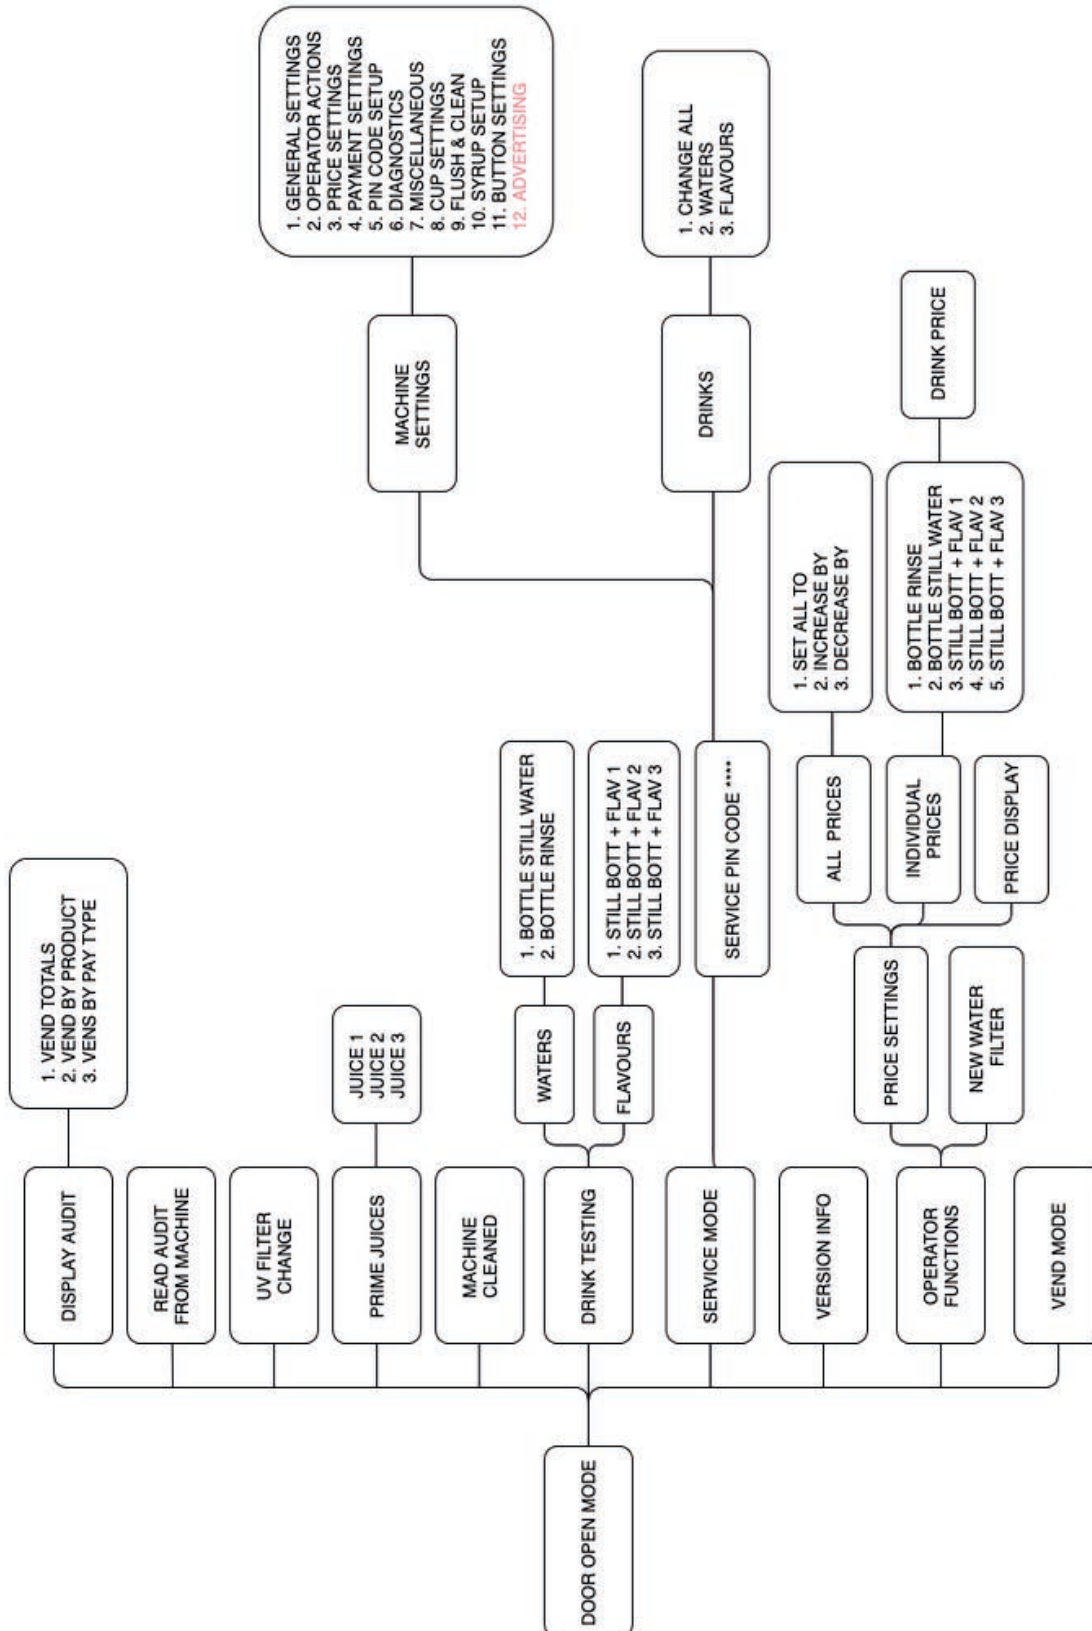 DOOR OPEN MODE
DISPLAY AUDIT
1. VEND TOTALS
2. VEND BY PRODUCT
3. VENS BY PAY TYPE
READ AUDIT
FROM MACHINE
UV FILTER
CHANGE
PRIME JUICES
JUICE 1
JUICE 2
JUICE 3
MACHINE
CLEANED
DRINK TESTING
WATERS
1. BOTTLE STILL WATER
2. BOTTLE RINSE
FLAVOURS
1. STILL BOTT + FLAV 1
2. STILL BOTT + FLAV 2
3. STILL BOTT + FLAV 3
SERVICE MODE
SERVICE PIN CODE ****
MACHINE
SETTINGS
1. GENERAL SETTINGS
2. OPERATOR ACTIONS
3. PRICE SETTINGS
4. PAYMENT SETTINGS
5. PIN CODE SETUP
6. DIAGNOSTICS
7. MISCELLANEOUS
8. CUP SETTINGS
9. FLUSH & CLEAN
10. SYRUP SETUP
11. BUTTON SETTINGS
12. ADVERTISING
DRINKS
1. CHANGE ALL
2. WATERS
3. FLAVOURS
VERSION INFO
OPERATOR
FUNCTIONS
PRICE SETTINGS
ALL PRICES
1. SET ALL TO
2. INCREASE BY
3. DECREASE BY
INDIVIDUAL
PRICES
1. BOTTLE RINSE
2. BOTTLE STILL WATER
3. STILL BOTT + FLAV 1
4. STILL BOTT + FLAV 2
5. STILL BOTT + FLAV 3
DRINK PRICE
PRICE DISPLAY
NEW WATER
FILTER
VEND MODE